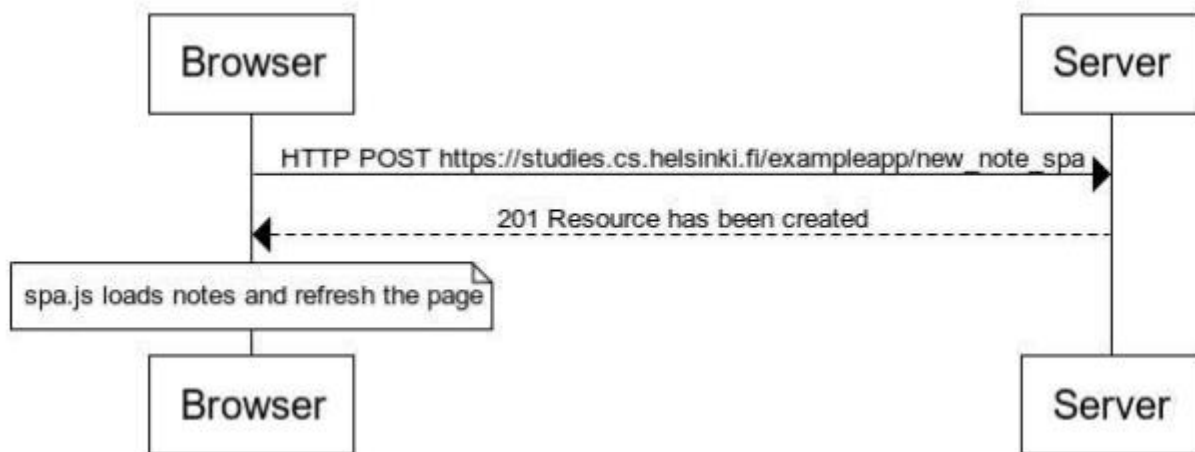 Browser
Server
HTTP POST https://studies.cs.helsinki.fi/exampleapp/new_note_spa
201 Resource has been created
spa.js loads notes and refresh the page
Browser
Server